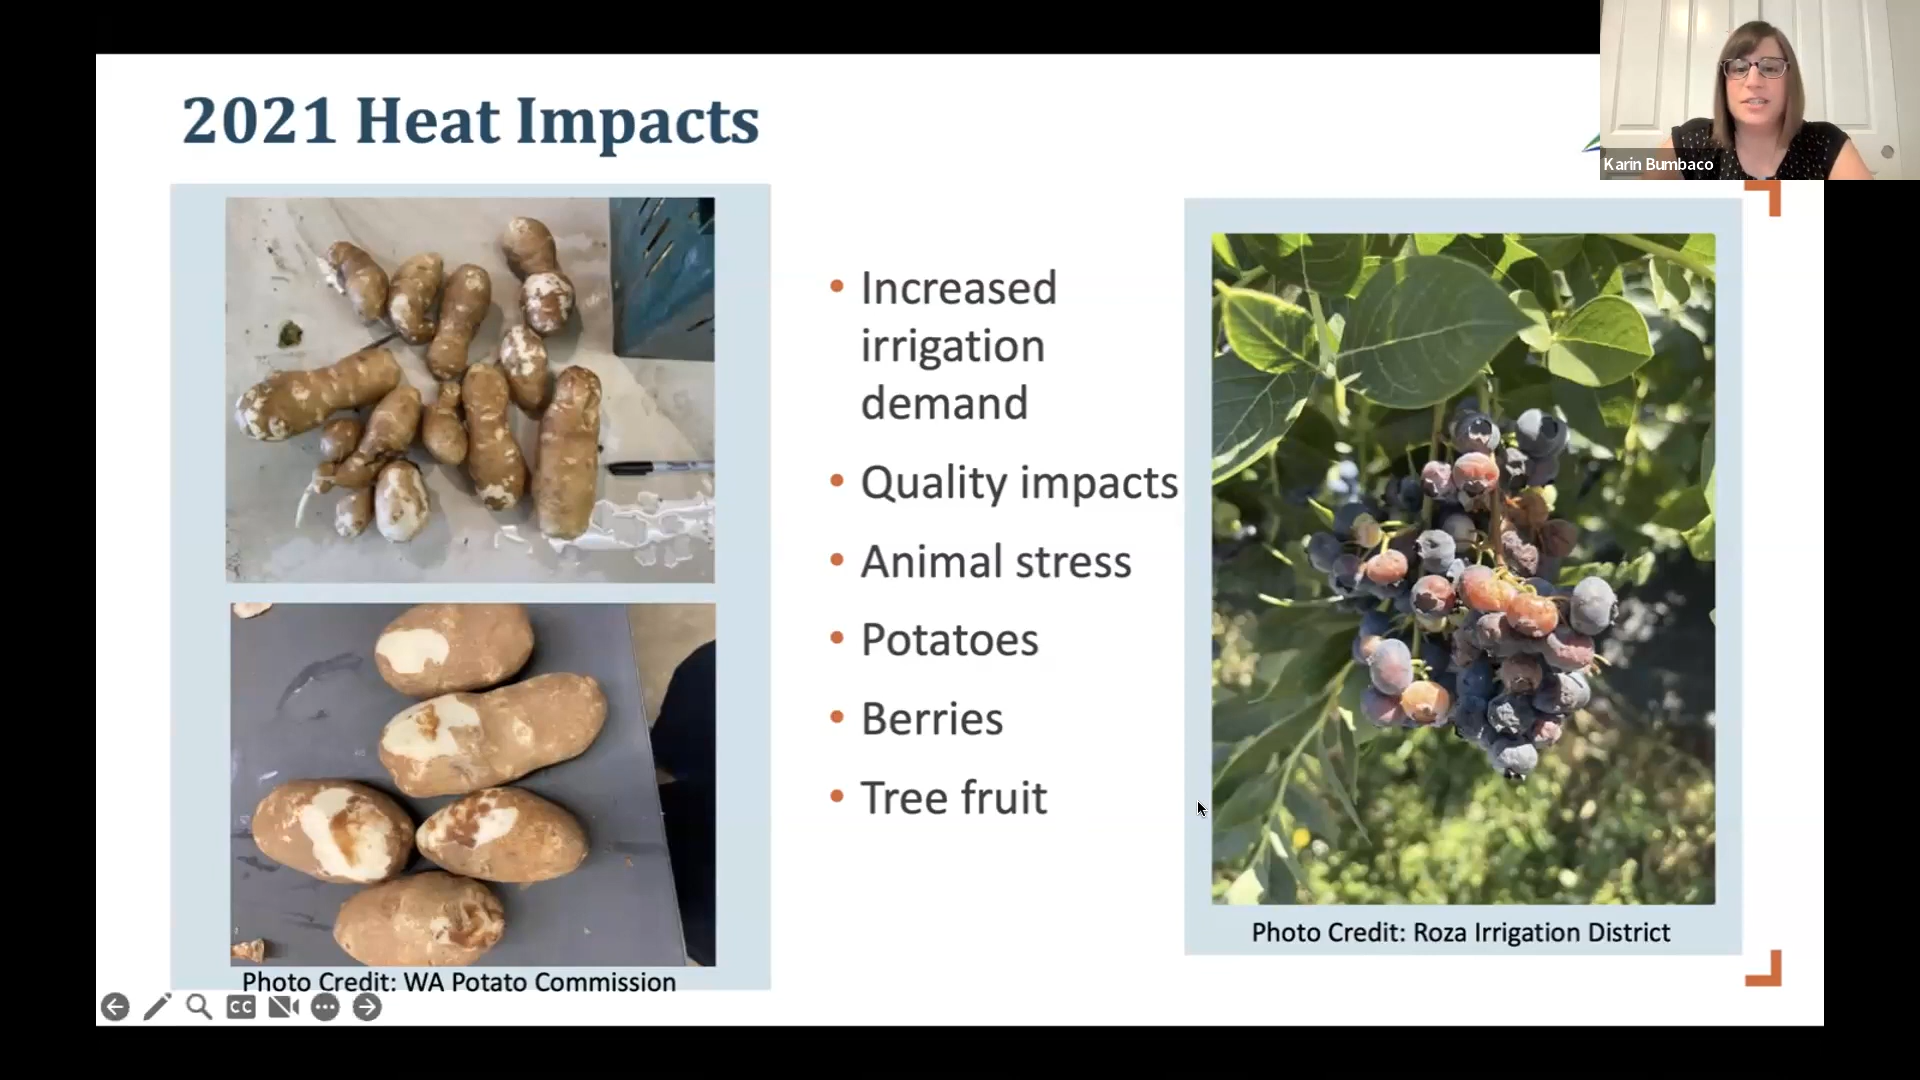 2021 Heat Impacts
Karin Bumbaco
• Increased
irrigation
demand
• Quality impacts
• Animal stress
• Potatoes
• Berries
• Tree fruit
Photo Credit: WA Potato Commission
Photo Credit: Roza Irrigation District
CC